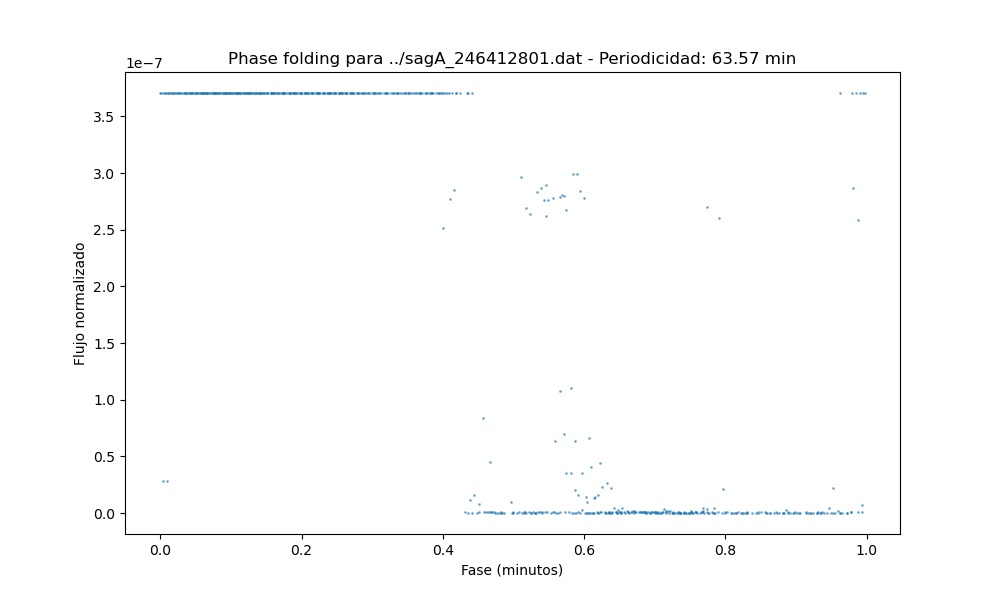 Phase folding para ../sagA_246412801.dat - Periodicidad: 63.57 min
1e−7
3.5
3.0
2.5
2.0
1.5
1.0
0.5
0.0
Flujo normalizado
0.0 0.2 0.4 0.6 0.8 1.0
Fase (minutos)